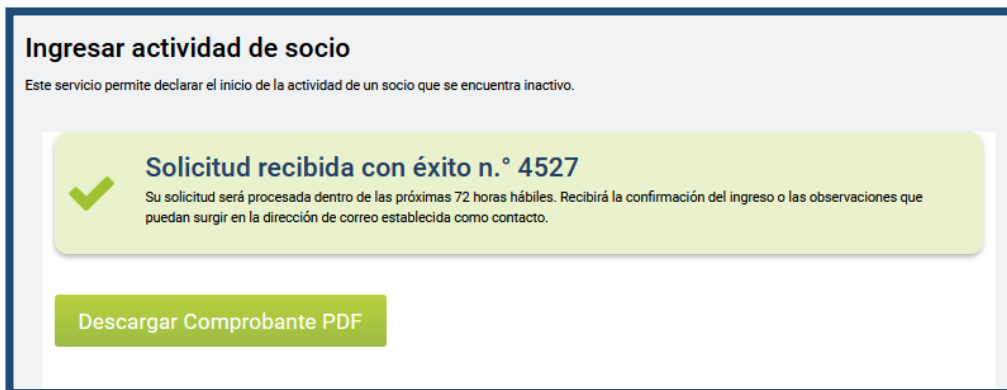 Ingresar actividad de socio
Este servicio permite declarar el inicio de la actividad de un socio que se encuentra inactivo.
Solicitud recibida con éxito n.° 4527
Su solicitud será procesada dentro de las próximas 72 horas hábiles. Recibirá la confirmación del ingreso o las observaciones que
puedan surgir en la dirección de correo establecida como contacto.
Descargar Comprobante PDF